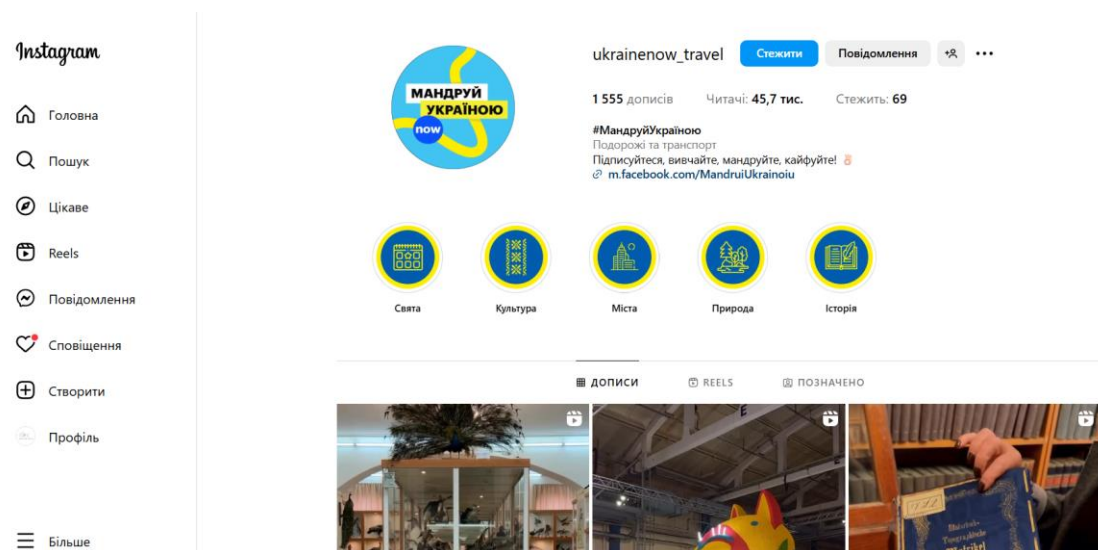 Instagram
Головна
Пошук
Цікаве
Reels
Повідомлення
Сповіщення
Створити
Профіль
Більше
МАНДРУЙ
УКРАЇНОЮ
now
ukrainenow_travel Стежити Повідомлення
1 555 дописів Читачі: 45,7 тис. Стежить: 69
#МандруйУкраїною
Подорожі та транспорт
Підписуйтеся, вивчайте, мандруйте, кайфуйте!
m.facebook.com/MandruiUkrainoiu
Свята Культура Міста Природа Історія
ДОПИСИ REELS ПОЗНАЧЕНО